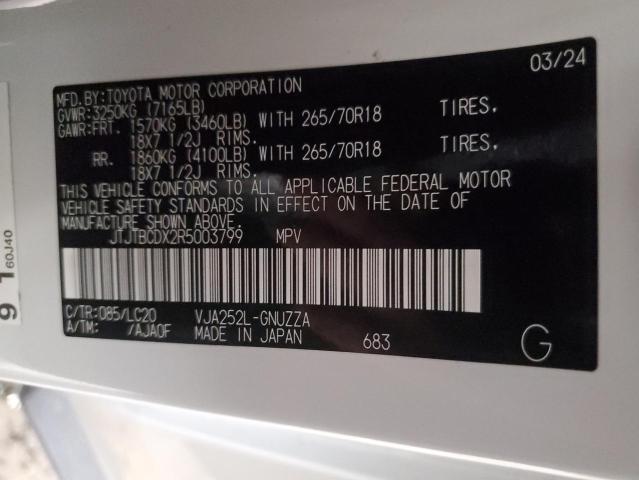 03/24
MFD.BY:TOYOTA MOTOR CORPORATION
GVWR:3250KG (7165LB)
GAWR:FRT. 1570KG (3460LB) WITH 265/70R18 TIRES,
18X7 1/2J RIMS.
RR. 1860KG (4100LB) WITH 265/70R18 TIRES,
18X7 1/2J RIMS.
THIS VEHICLE CONFORMS TO ALL APPLICABLE FEDERAL MOTOR
VEHICLE SAFETY STANDARDS IN EFFECT ON THE DATE OF
MANUFACTURE SHOWN ABOVE.
JTJTBCDX2R5003799 MPV
C/TR:085/LC20 VJA252L-GNUZZA
A/TM: /AJA0F MADE IN JAPAN 683
G
60J40